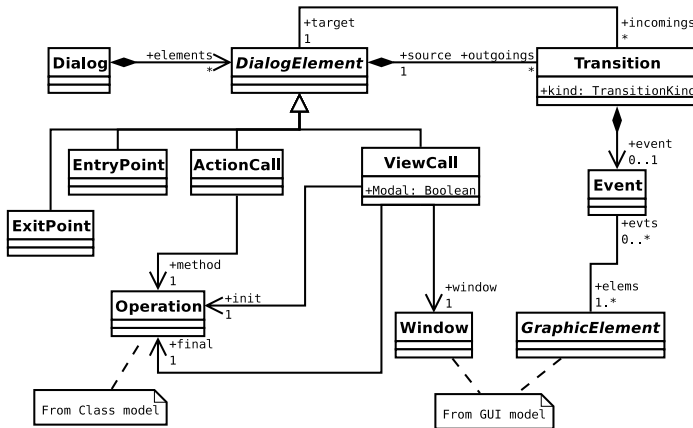 +target
1
+incomings
*
Dialog
+elements
*
DialogElement
+source
1
+outgoings
*
Transition
+kind: TransitionKind
EntryPoint
ActionCall
ViewCall
+Modal: Boolean
+event
0..1
Event
ExitPoint
+evts
0..*
+method
1
Operation
+init
1
+window
1
+elems
1..*
Window
GraphicElement
+final
1
From Class model
From GUI model